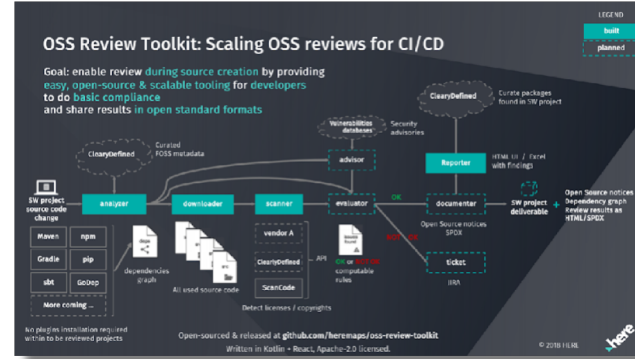 LEGEND
built
planned
OSS Review Toolkit: Scaling OSS reviews for CI/CD
Goal: enable review during source creation by providing
easy, open-source & scalable tooling for developers
to do basic compliance
and share results in open standard formats
ClearlyDefined
Curate packages
found in SW project
Vulnerabilities
databases
Security
advisories
ClearlyDefined
Curated
FOSS metadata
advisor
Reporter
HTML UI / Excel
with findings
SW project
source code
change
analyzer
downloader
scanner
evaluator
OK
documenter
SW project
deliverable
+
Open Source notices
Dependency graph
Review results as
HTML/SPDX
Open Source notices
SPDX
Maven
npm
Gradle
pip
sbt
GoDep
More coming ...
dependencies
graph
All used source code
vendor A
ClearlyDefined
ScanCode
API
Detect licenses / copyrights
OK or
computable
rules
ticket
JIRA
No plugins installation required
within to be reviewed projects
Open-sourced & released at github.com/heremaps/oss-review-toolkit
Written in Kotlin + React, Apache-2.0 licensed.
© 2018 HERE
here